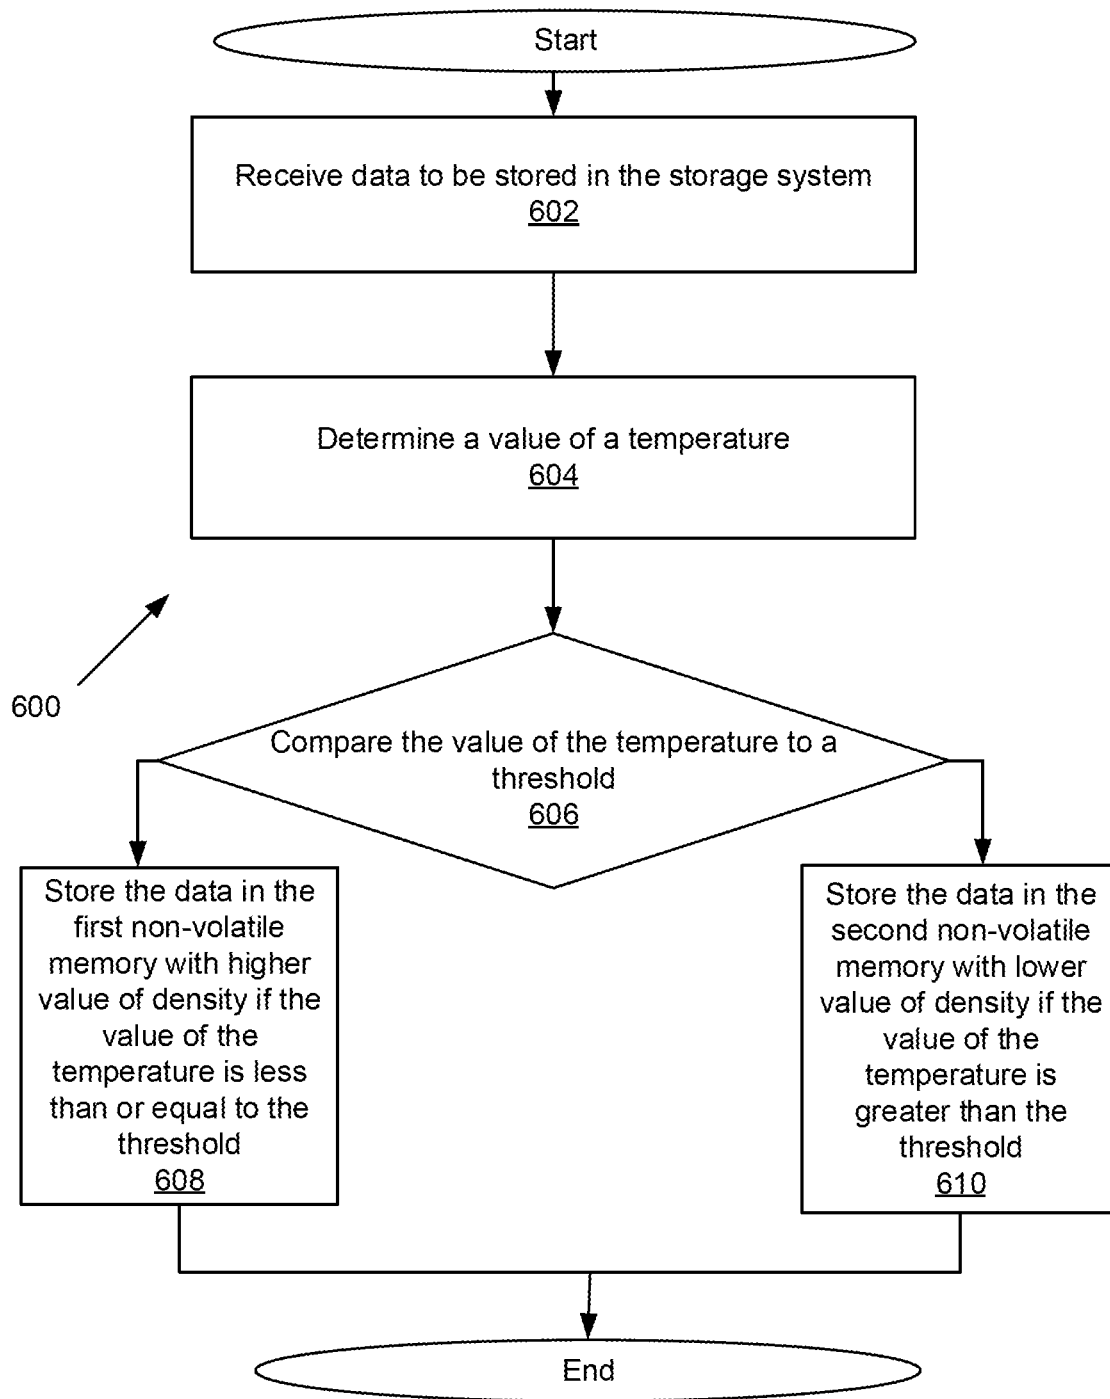 Start
Receive data to be stored in the storage system
602
Determine a value of a temperature
604
600
Compare the value of the temperature to a
threshold
606
Store the data in the
first non-volatile
memory with higher
value of density if the
value of the
temperature is less
than or equal to the
threshold
608
Store the data in the
second non-volatile
memory with lower
value of density if the
value of the
temperature is
greater than the
threshold
610
End